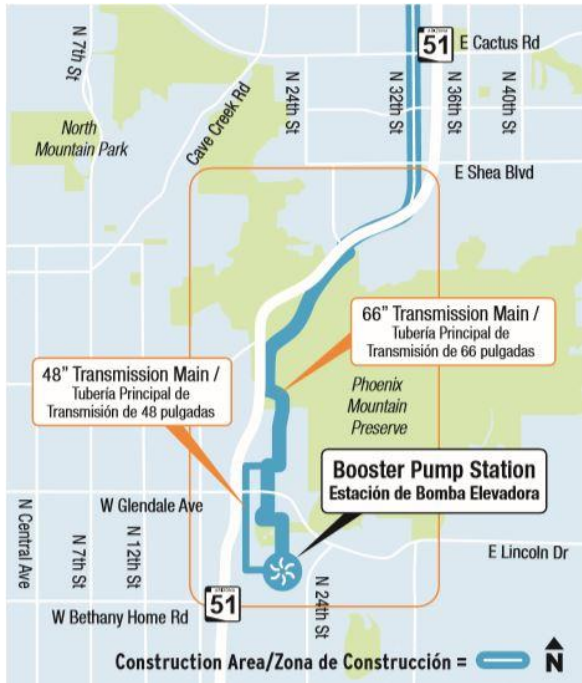 N 7th St
Cave Creek Rd
N 24th St
N 32th St
ARIZONA
51
E Cactus Rd
N 36th St
N 40th St
North
Mountain Park
E Shea Blvd
66" Transmission Main /
Tubería Principal de
Transmisión de 66 pulgadas
48" Transmission Main /
Tubería Principal de
Transmisión de 48 pulgadas
Phoenix
Mountain
Preserve
Booster Pump Station
Estación de Bomba Elevadora
W Glendale Ave
N Central Ave
N 7th St
N 12th St
E Lincoln Dr
N 24th St
W Bethany Home Rd
ARIZONA
51
Construction Area/Zona de Construcción =
N